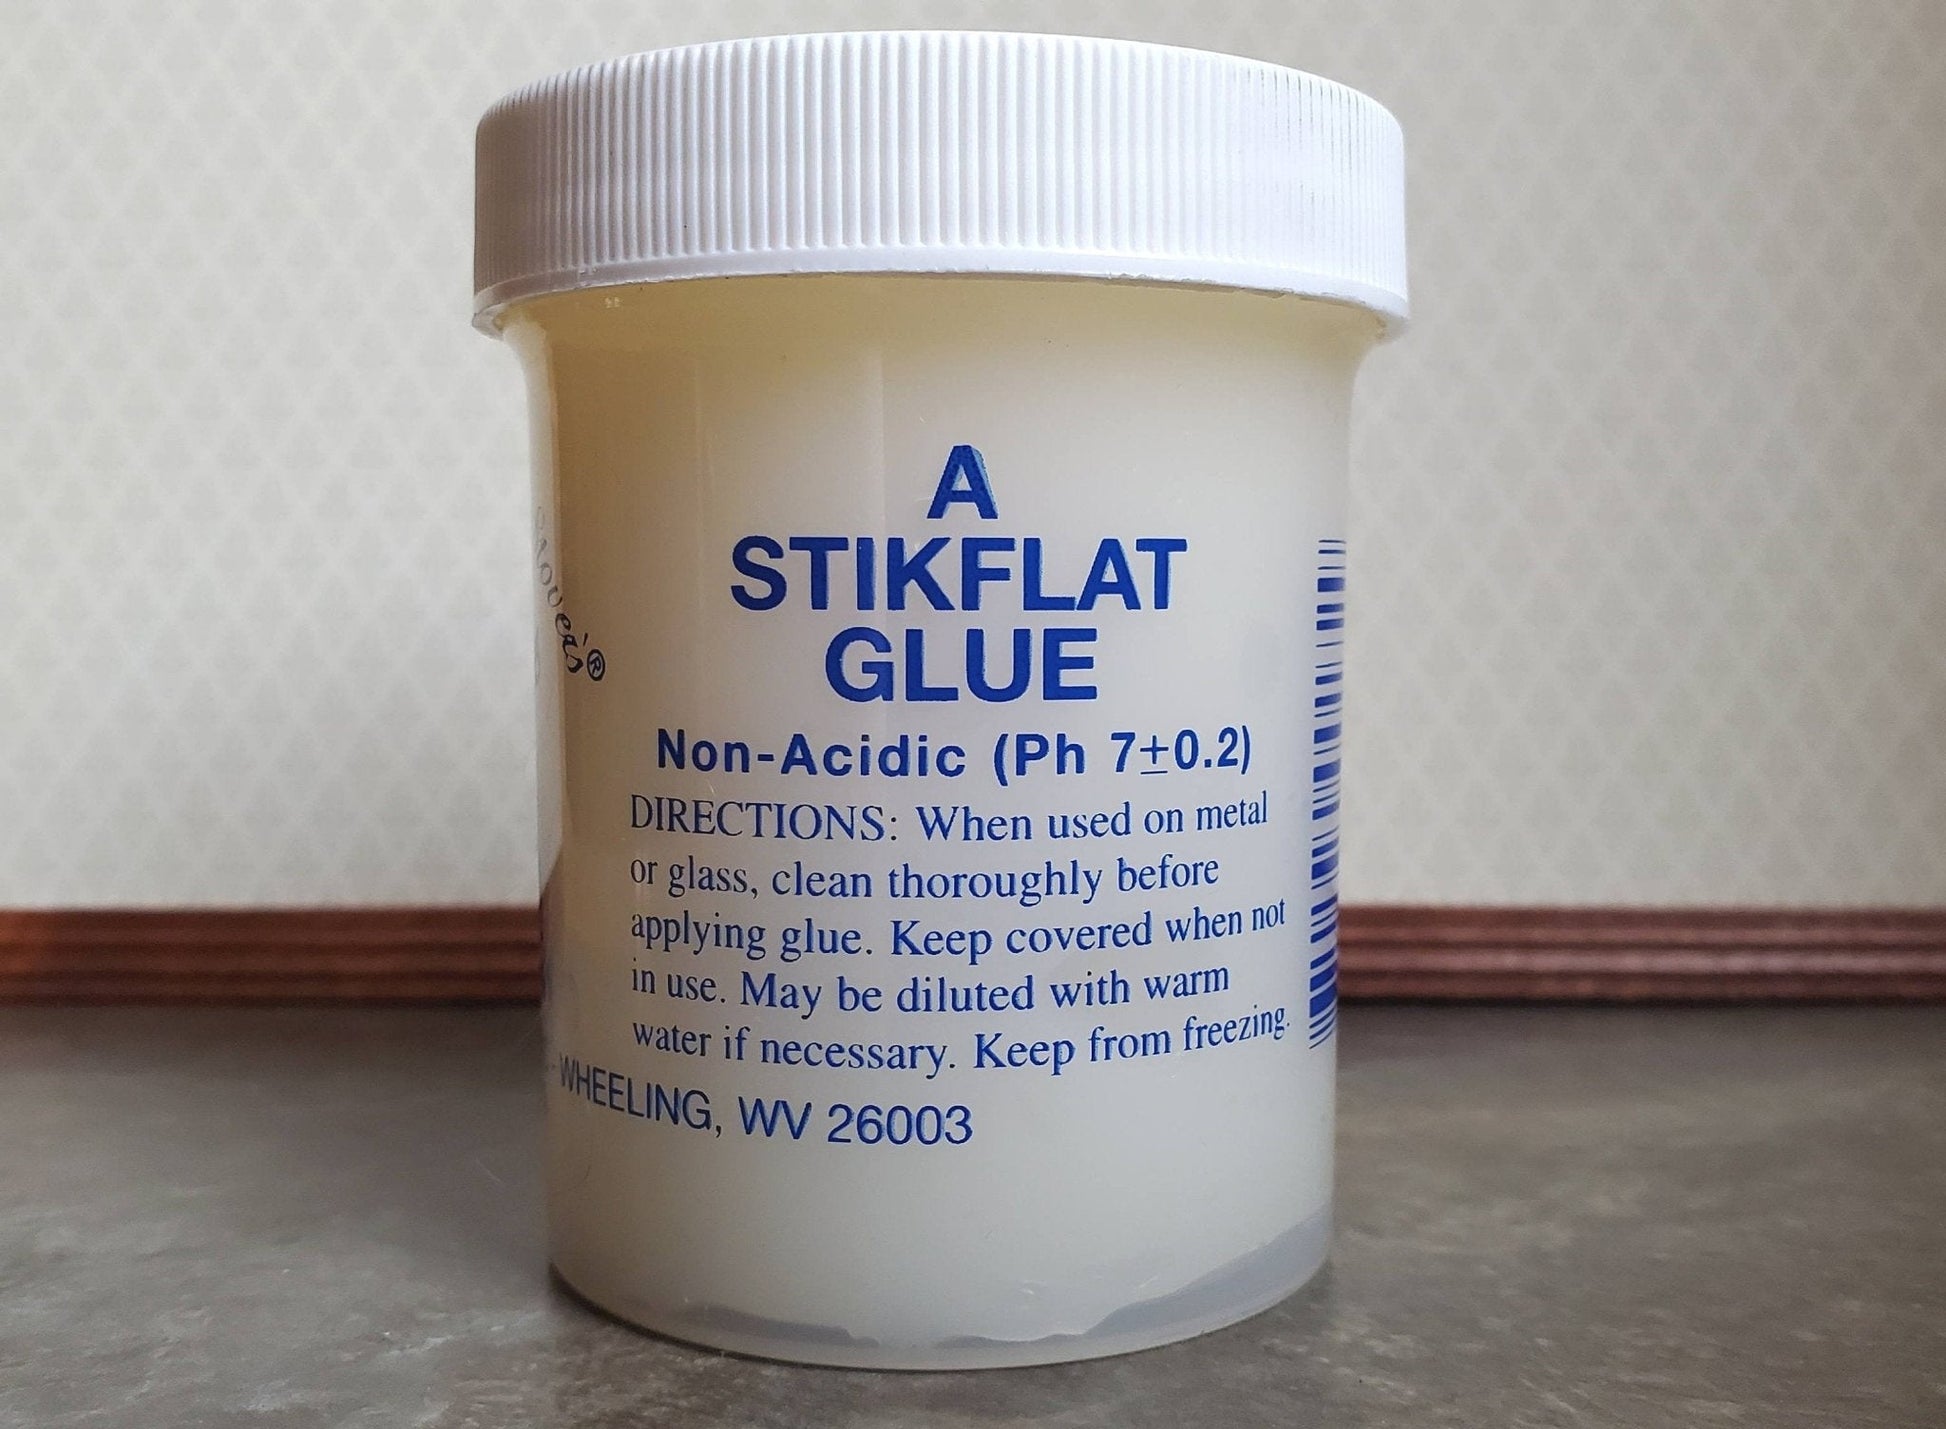 A
STIKFLAT
GLUE
Non-Acidic (Ph 7±0.2)
DIRECTIONS: When used on metal
or glass, clean thoroughly before
applying glue. Keep covered when not
in use. May be diluted with warm
water if necessary. Keep from freezing.
WHEELING, WV 26003